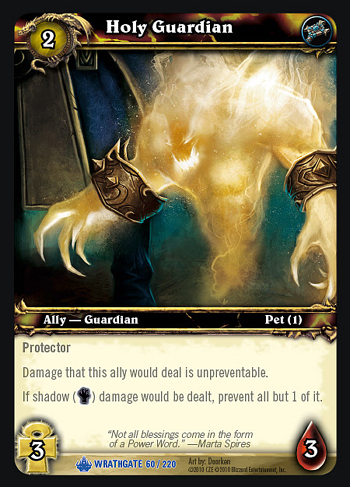 2
Holy Guardian
Ally — Guardian Pet (1)
Protector
Damage that this ally would deal is unpreventable.
If shadow ( ) damage would be dealt, prevent all but 1 of it.
"Not all blessings come in the form
of a Power Word." —Marta Spires
3
WRATHGATE 60/220
Art by: Doorkan
©2010 CZE ©2010 Blizzard Entertainment, Inc.
3